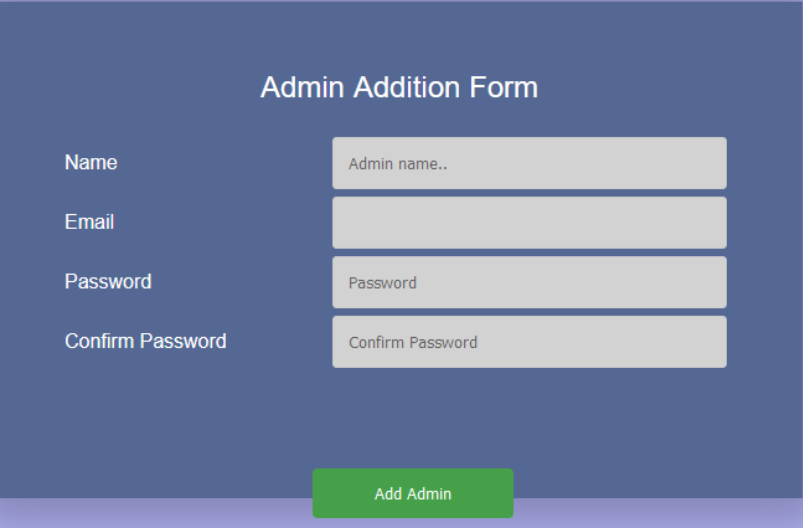 Admin Addition Form
Name
Admin name..
Email
Password
Password
Confirm Password
Confirm Password
Add Admin